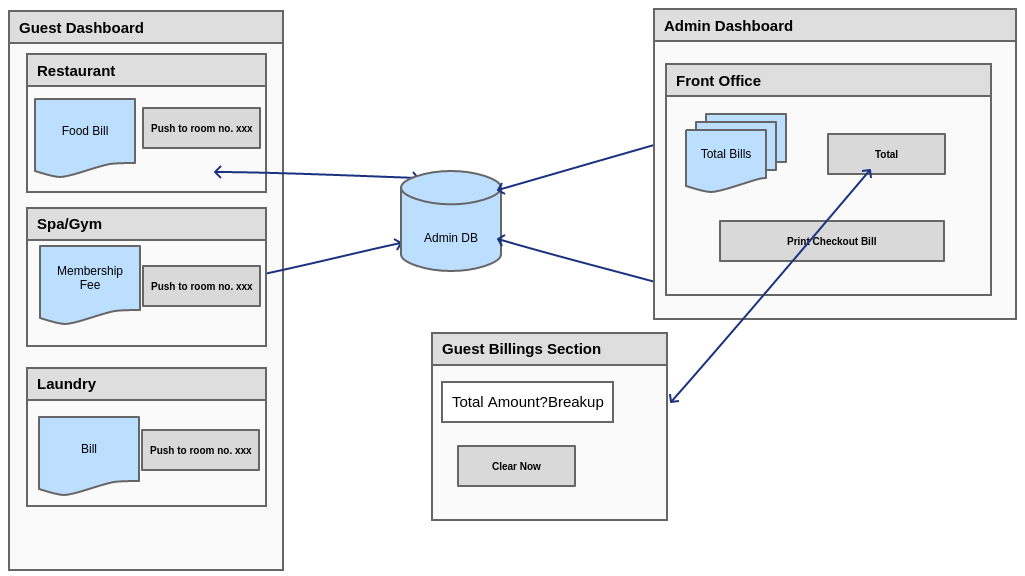 Guest Dashboard
Restaurant
Food Bill
Push to room no. xxx
Spa/Gym
Membership
Fee
Push to room no. xxx
Laundry
Bill
Push to room no. xxx
Admin DB
Admin Dashboard
Front Office
Total Bills
Total
Print Checkout Bill
Guest Billings Section
Total Amount?Breakup
Clear Now